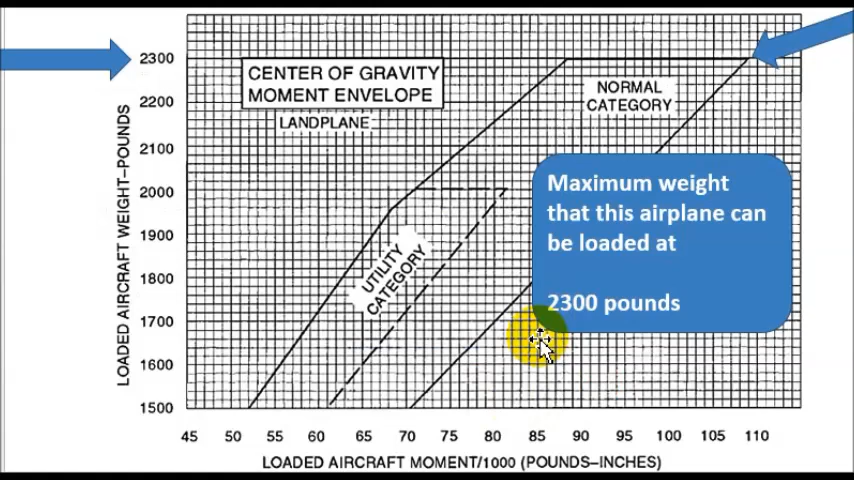 2300
2200
2100
2000
1900
1800
1700
1600
1500
LOADED AIRCRAFT WEIGHT–POUNDS
CENTER OF GRAVITY
MOMENT ENVELOPE
LANDPLANE
NORMAL
CATEGORY
UTILITY
CATEGORY
Maximum weight
that this airplane can
be loaded at
2300 pounds
45 50 55 60 65 70 75 80 85 90 95 100 105 110
LOADED AIRCRAFT MOMENT/1000 (POUNDS–INCHES)